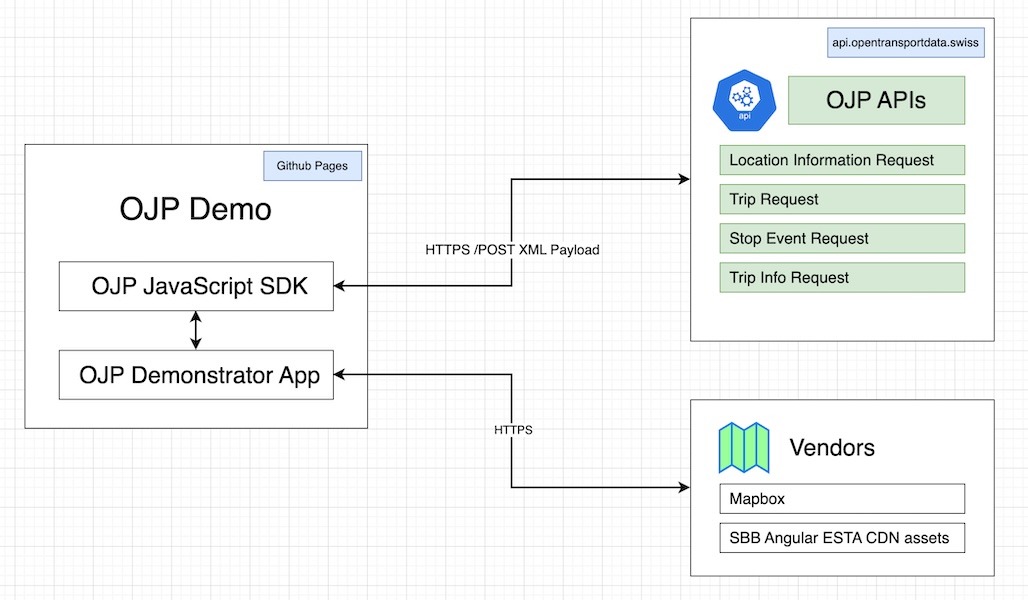 Github Pages
OJP Demo
OJP JavaScript SDK
OJP Demonstrator App
HTTPS /POST XML Payload
HTTPS
api.opentransportdata.swiss
api
OJP APIs
Location Information Request
Trip Request
Stop Event Request
Trip Info Request
Vendors
Mapbox
SBB Angular ESTA CDN assets